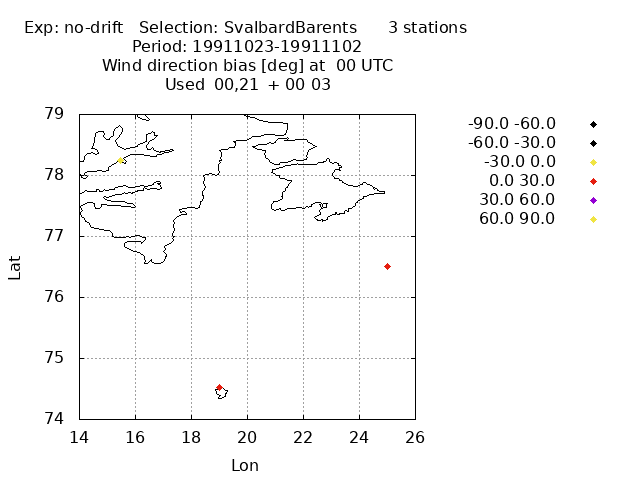 Exp: no-drift Selection: SvalbardBarents 3 stations
Period: 19911023-19911102
Wind direction bias [deg] at 00 UTC
Used 00,21 + 00 03
79
78
77
76
75
74
Lat
14 16 18 20 22 24 26
Lon
-90.0 -60.0
-60.0 -30.0
-30.0 0.0
0.0 30.0
30.0 60.0
60.0 90.0